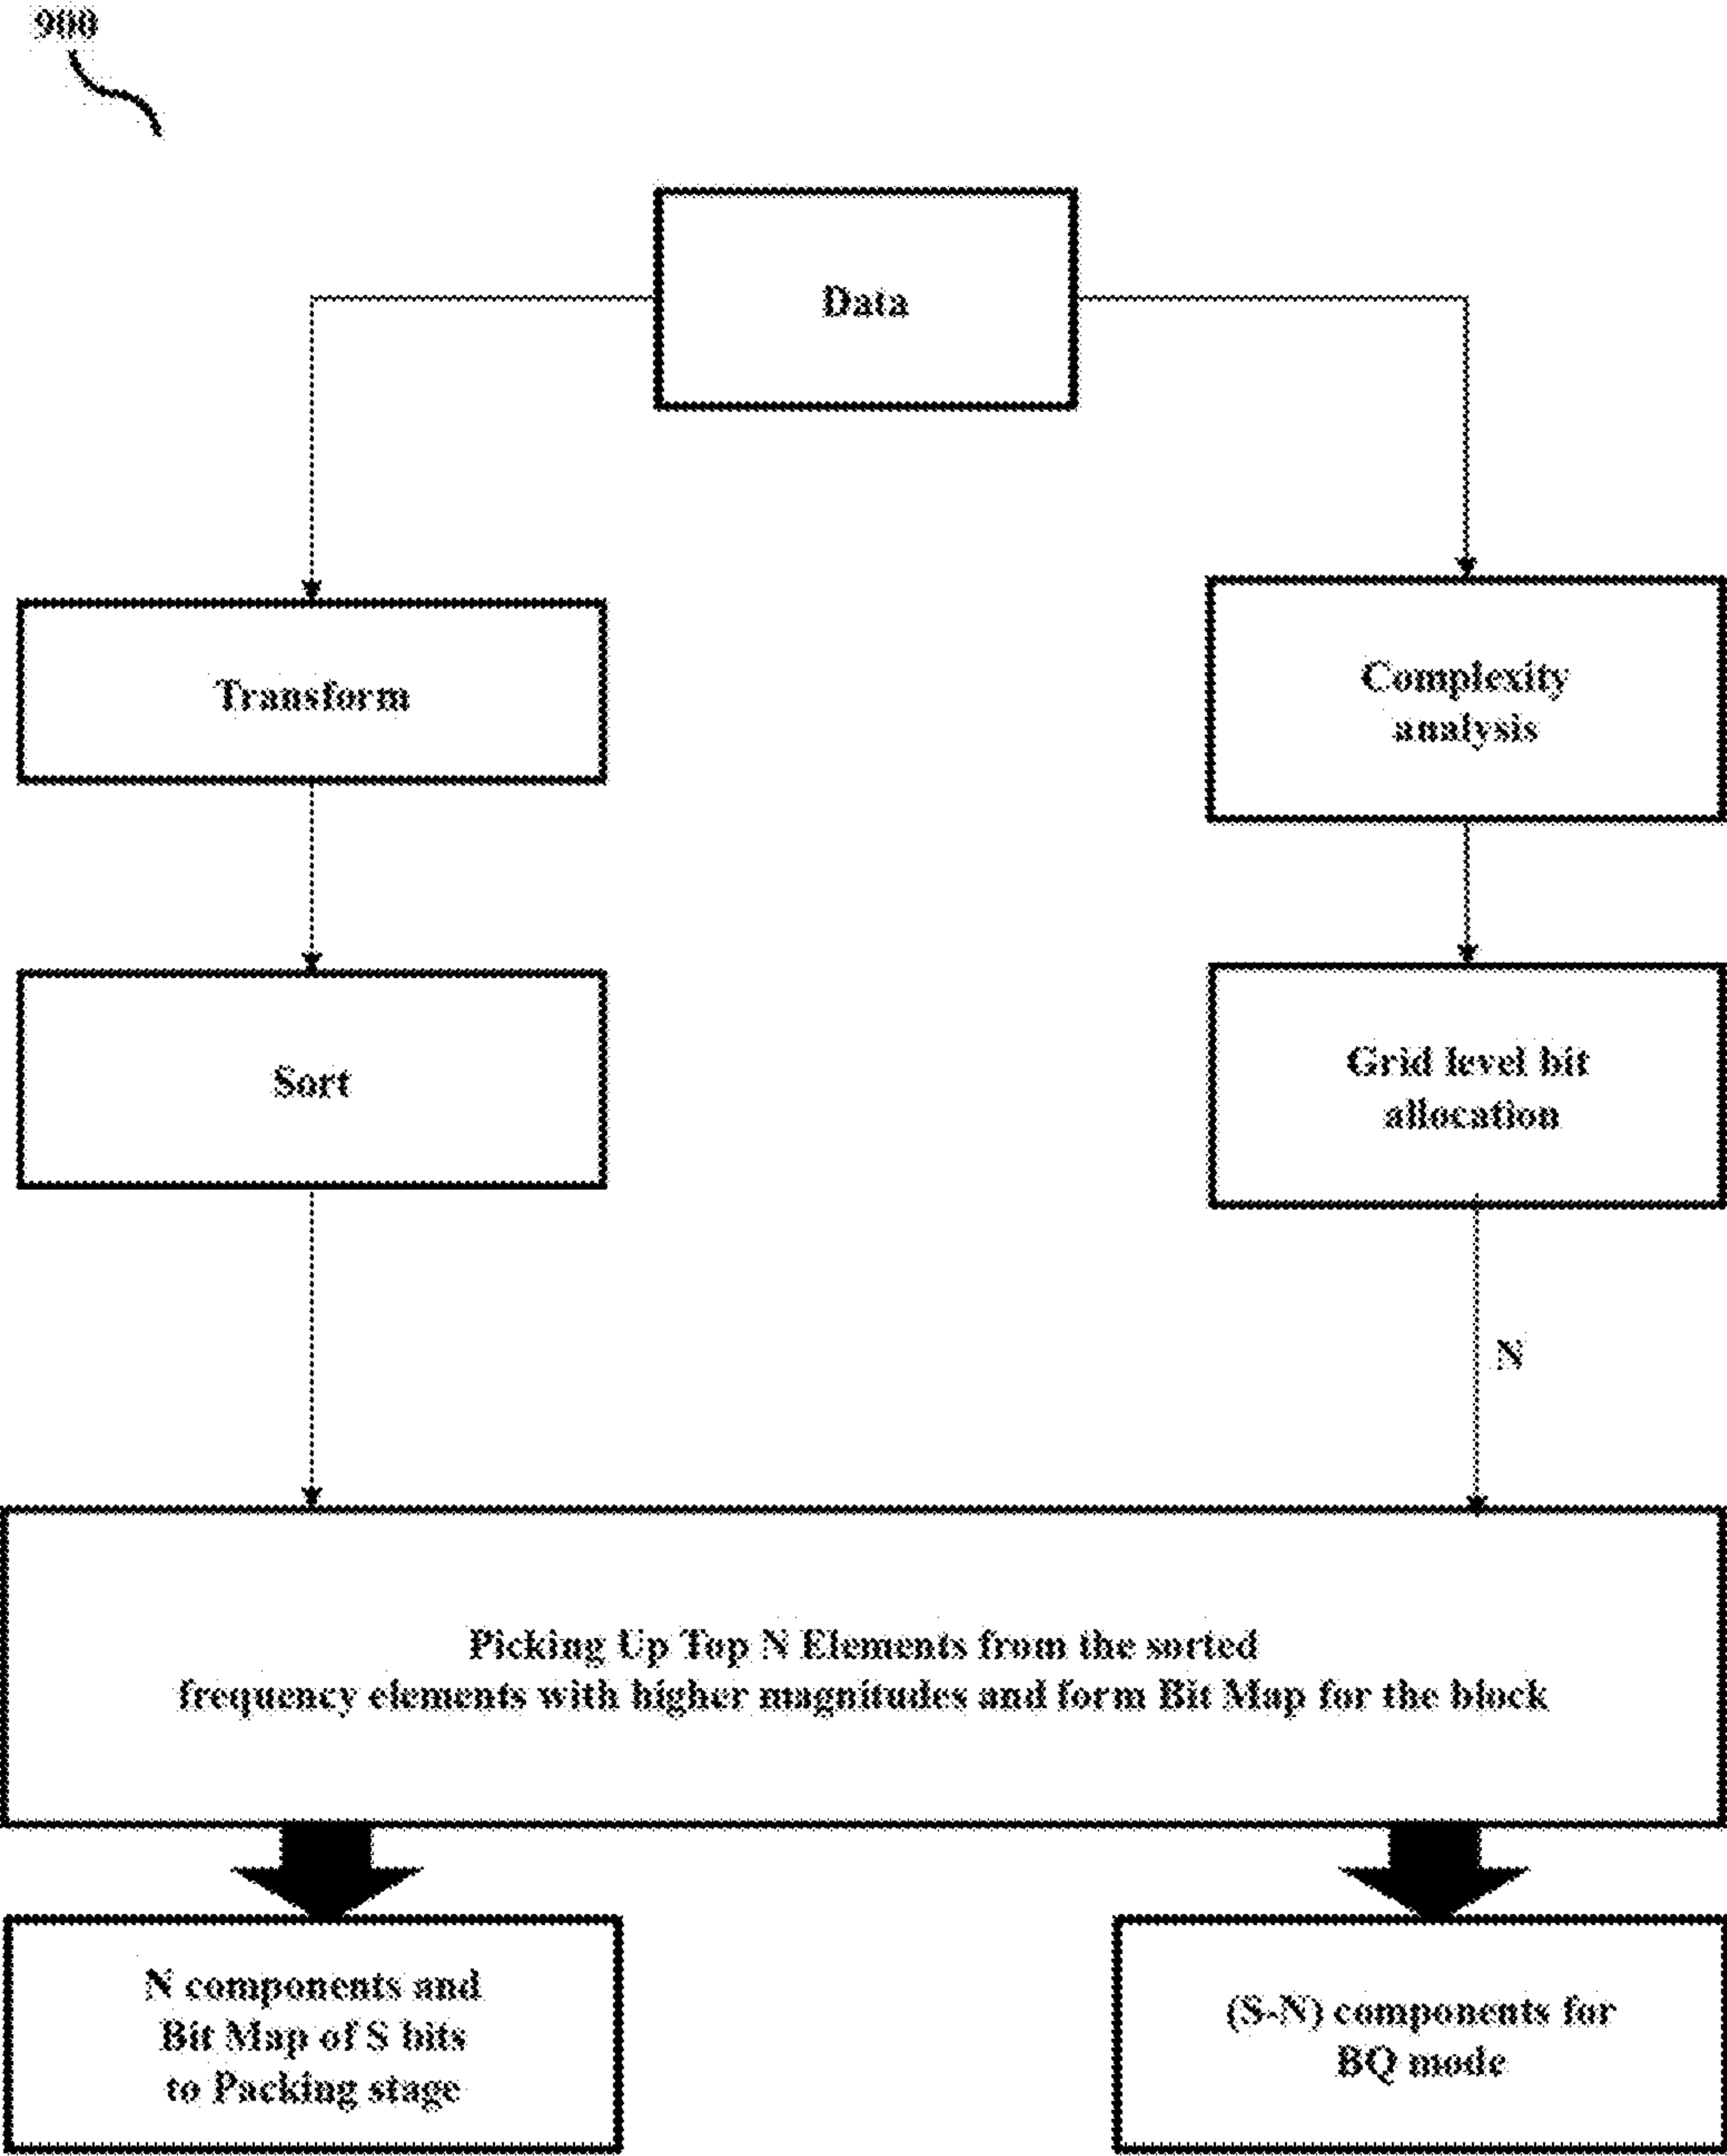 900
Data
Transform
Complexity
analysis
Sort
Grid level bit
allocation
N
Picking Up Top N Elements from the sorted
frequency elements with higher magnitudes and form Bit Map for the block
N components and
Bit Map of S bits
to Packing stage
(S-N) components for
BQ mode